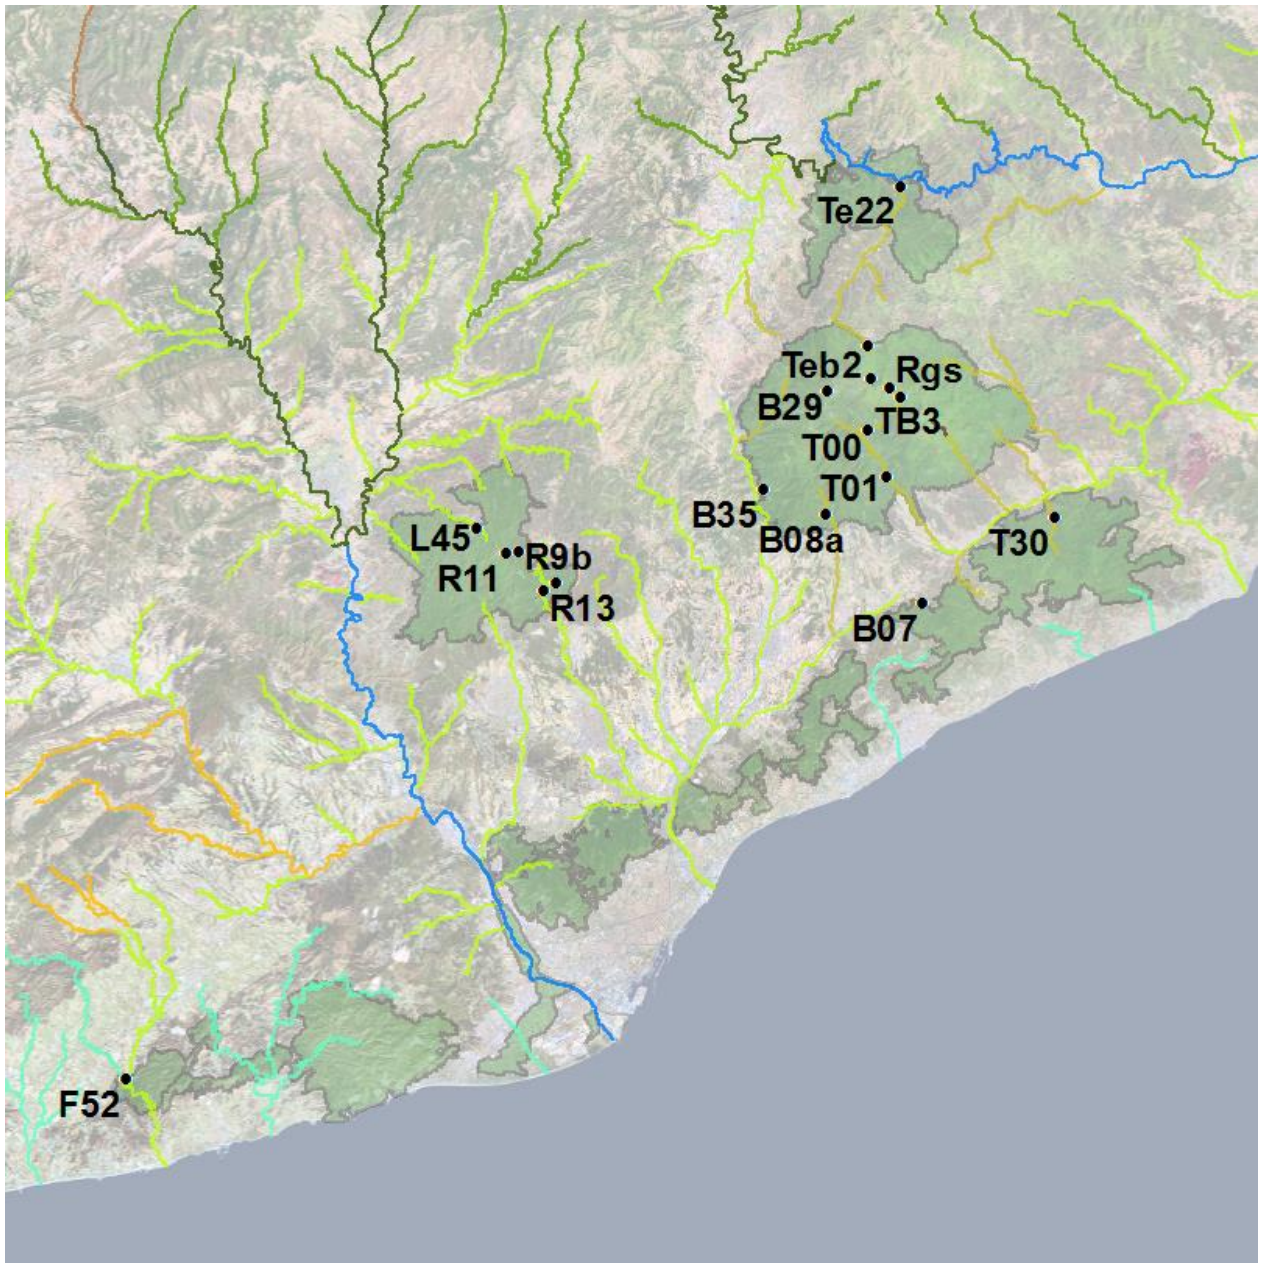 Te22
Teb2
Rgs
B29
TB3
T00
T01
B35
B08a
T30
L45
R9b
R11
R13
B07
F52